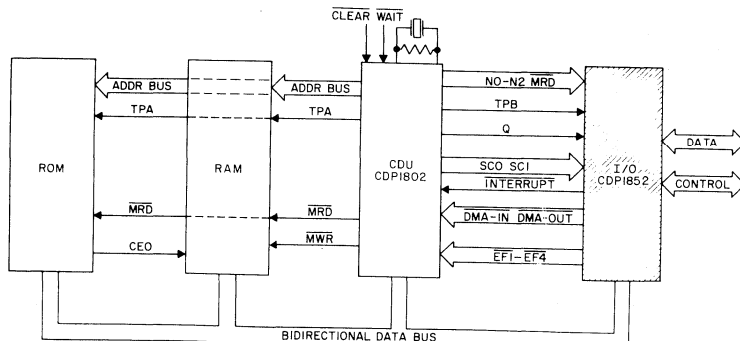 CLEAR WAIT
ADDR BUS
ADDR BUS
NO-N2 MRD
TPA
TPA
TPB
Q
DATA
ROM
RAM
CDU
CDP1802
SCO SCI
I/O
CDP1852
INTERRUPT
CONTROL
MRD
MRD
DMA-IN DMA-OUT
MWR
CEO
EF1-EF4
BIDIRECTIONAL DATA BUS